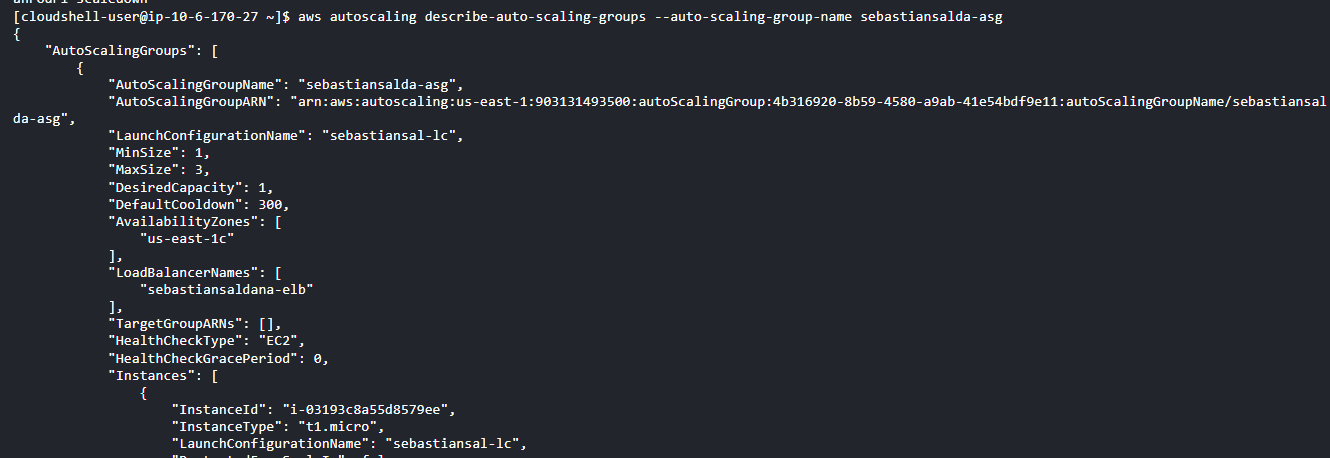 [cloudshell-user@ip-10-6-170-27 ~]$ aws autoscaling describe-auto-scaling-groups --auto-scaling-group-name sebastiansalda-asg
{
    "AutoScalingGroups": [
        {
            "AutoScalingGroupName": "sebastiansalda-asg",
            "AutoScalingGroupARN": "arn:aws:autoscaling:us-east-1:903131493500:autoScalingGroup:4b316920-8b59-4580-a9ab-41e54bdf9e11:autoScalingGroupName/sebastiansal
da-asg",
            "LaunchConfigurationName": "sebastiansal-lc",
            "MinSize": 1,
            "MaxSize": 3,
            "DesiredCapacity": 1,
            "DefaultCooldown": 300,
            "AvailabilityZones": [
                "us-east-1c"
            ],
            "LoadBalancerNames": [
                "sebastiansaldana-elb"
            ],
            "TargetGroupARNs": [],
            "HealthCheckType": "EC2",
            "HealthCheckGracePeriod": 0,
            "Instances": [
                {
                    "InstanceId": "i-03193c8a55d8579ee",
                    "InstanceType": "t1.micro",
                    "LaunchConfigurationName": "sebastiansal-lc",